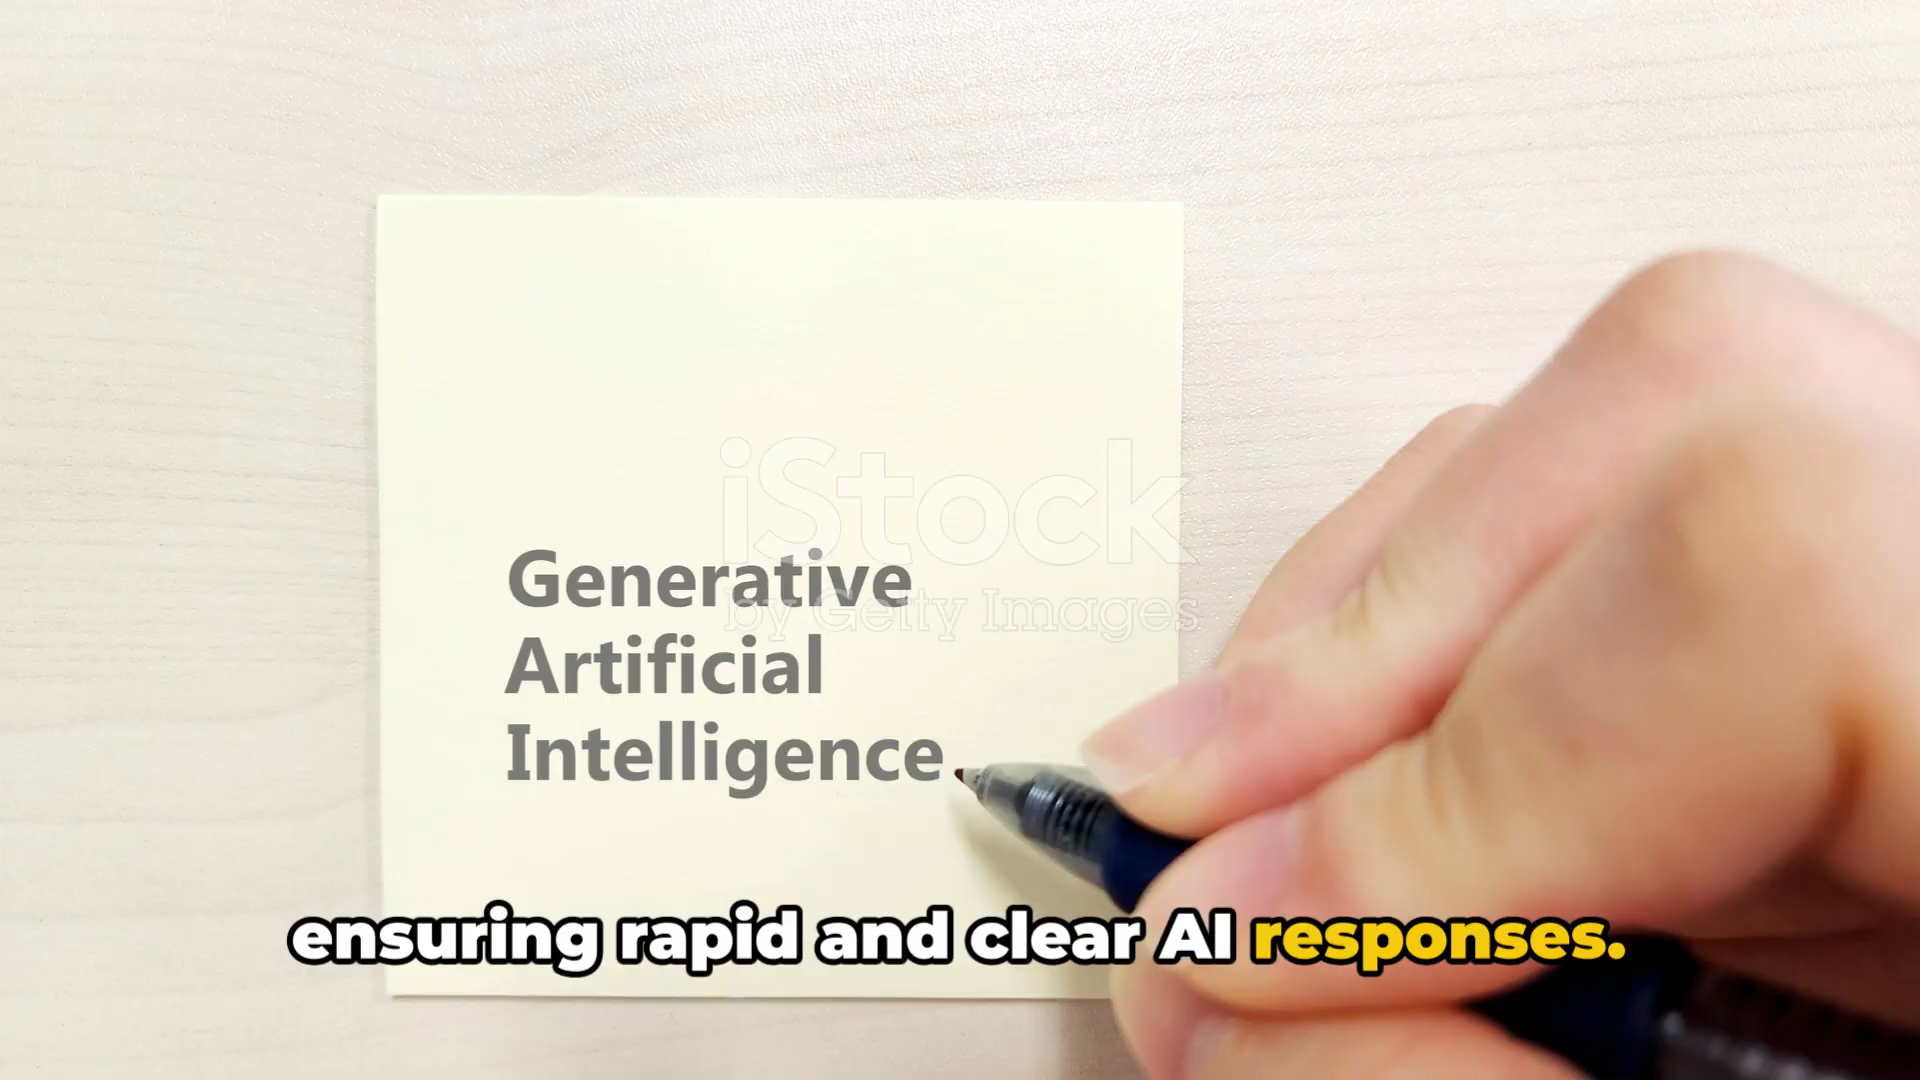 iStock
by Getty Images
Generative
Artificial
Intelligence
ensuring rapid and clear AI responses.